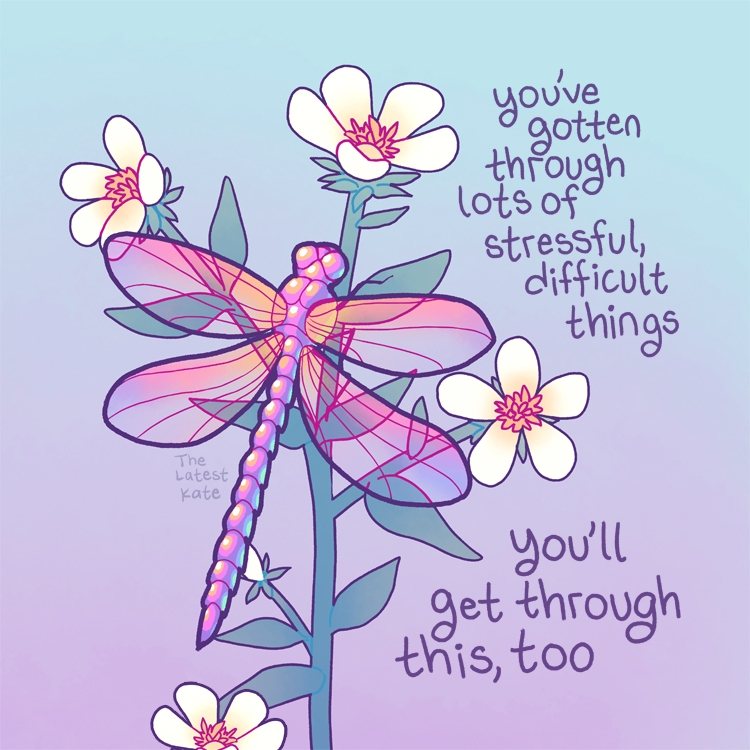 you've
gotten
through
lots of
stressful,
difficult
things
The
Latest
Kate
you'll
get through
this, too